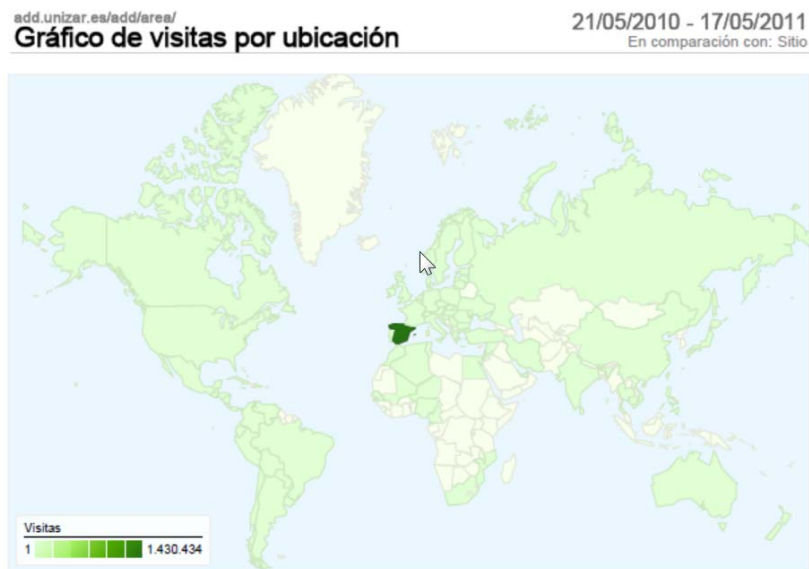 add.unizar.es/add/area/
Gráfico de visitas por ubicación
21/05/2010 - 17/05/2011
En comparación con: Sitio
Visitas
1 1.430.434